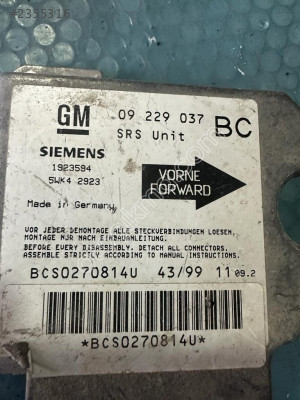 2355316
GM 09 229 037 BC
SRS Unit
SIEMENS
1923594
5WK4 2923
VORNE
FORWARD
Made in Germany
VOR JEDER DEMONTAGE ALLE STECKVERBINDUNGEN LOESEN,
MONTAGE NUR NACH EINBAUANLEITUNG.
BEFORE EVERY DISASSEMBLY. DETACH ALL CONNECTORS.
ASSEMBLE STRICTLY ACCORDING TO MANUAL INSTRUCTIONS.
BCS0270814U 43/99 11 09.2
*BCS0270814U*